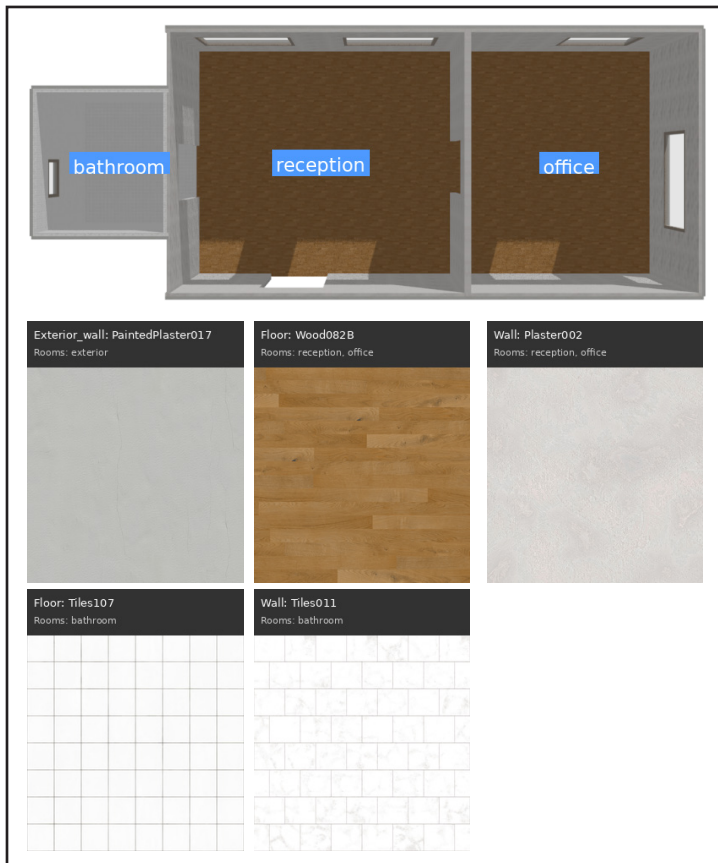 bathroom
reception
office
Exterior_wall: PaintedPlaster017
Rooms: exterior
Floor: Wood082B
Rooms: reception, office
Wall: Plaster002
Rooms: reception, office
Floor: Tiles107
Rooms: bathroom
Wall: Tiles011
Rooms: bathroom